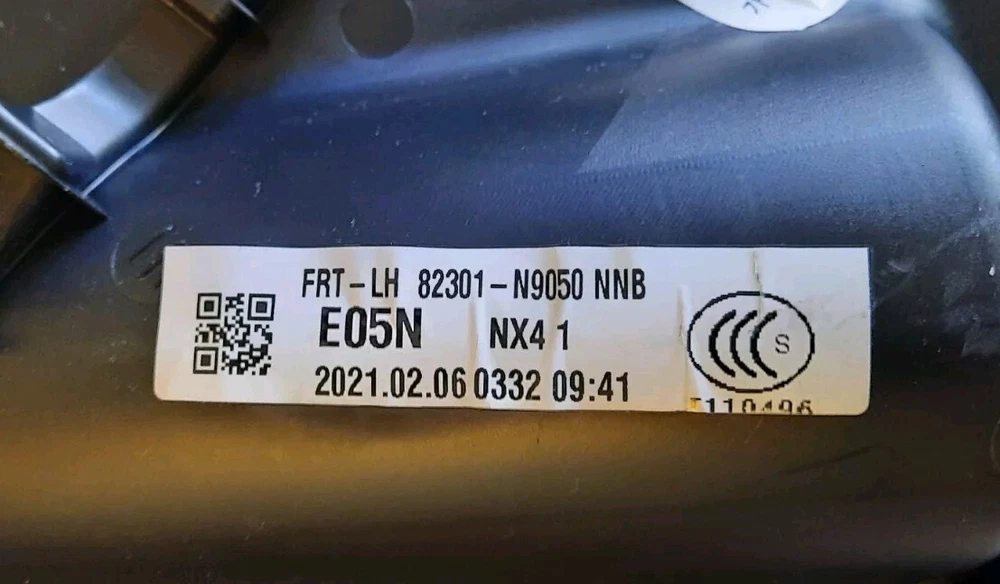 FRT-LH 82301-N9050 NNB
E05N NX4 1
2021.02.06 0332 09:41
S